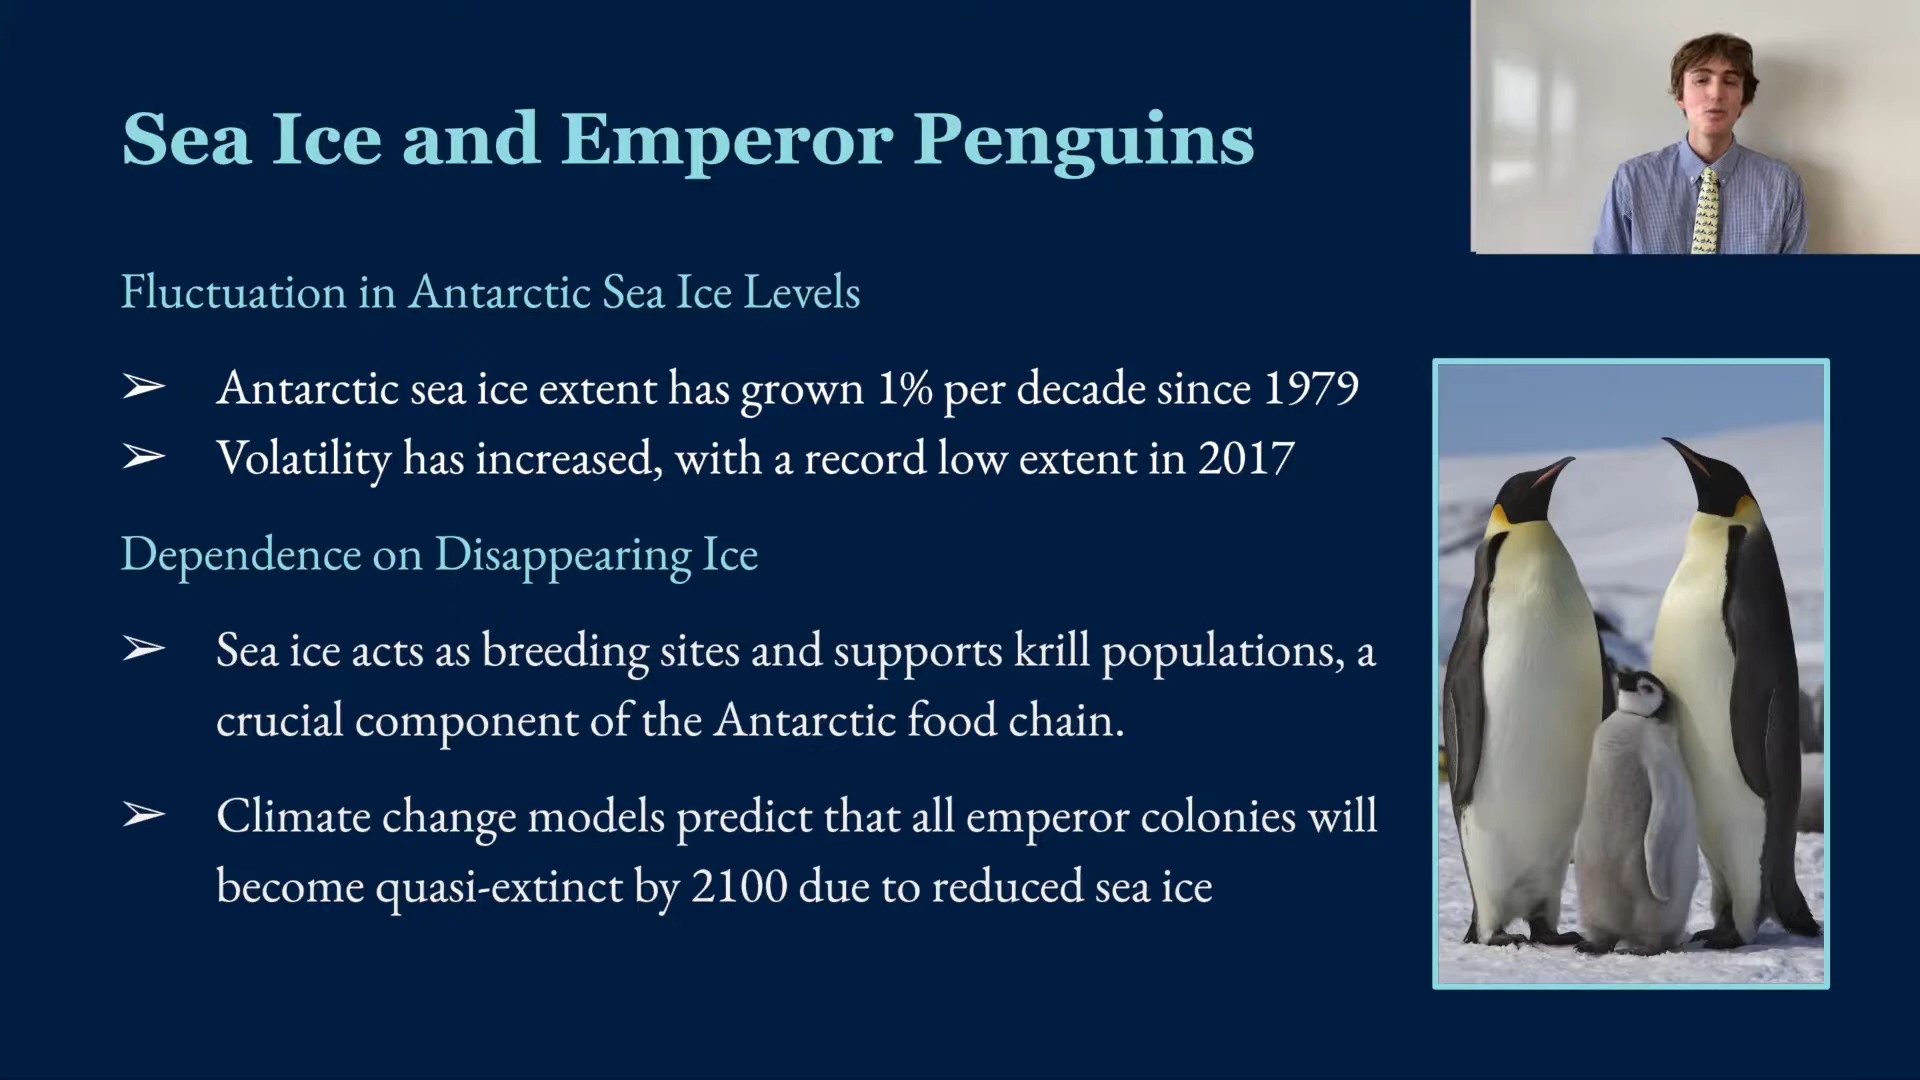 Sea Ice and Emperor Penguins
Fluctuation in Antarctic Sea Ice Levels
➢ Antarctic sea ice extent has grown 1% per decade since 1979
➢ Volatility has increased, with a record low extent in 2017
Dependence on Disappearing Ice
➢ Sea ice acts as breeding sites and supports krill populations, a
crucial component of the Antarctic food chain.
➢ Climate change models predict that all emperor colonies will
become quasi-extinct by 2100 due to reduced sea ice